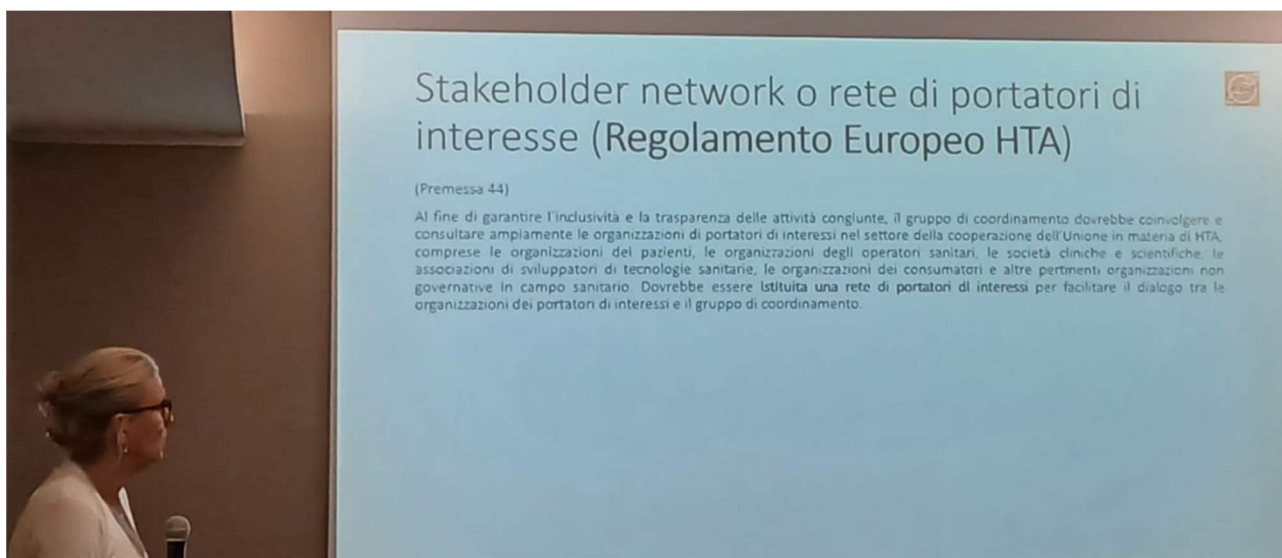 Stakeholder network o rete di portatori di
interesse (Regolamento Europeo HTA)
(Premessa 44)
Al fine di garantire l'inclusività e la trasparenza delle attività congiunte, il gruppo di coordinamento dovrebbe coinvolgere e
consultare ampiamente le organizzazioni di portatori di interessi nel settore della cooperazione dell'Unione in materia di HTA,
comprese le organizzazioni dei pazienti, le organizzazioni degli operatori sanitari, le società cliniche e scientifiche, le
associazioni di sviluppatori di tecnologie sanitarie, le organizzazioni dei consumatori e altre pertinenti organizzazioni non
governative in campo sanitario. Dovrebbe essere istituita una rete di portatori di interessi per facilitare il dialogo tra le
organizzazioni dei portatori di interessi e il gruppo di coordinamento.